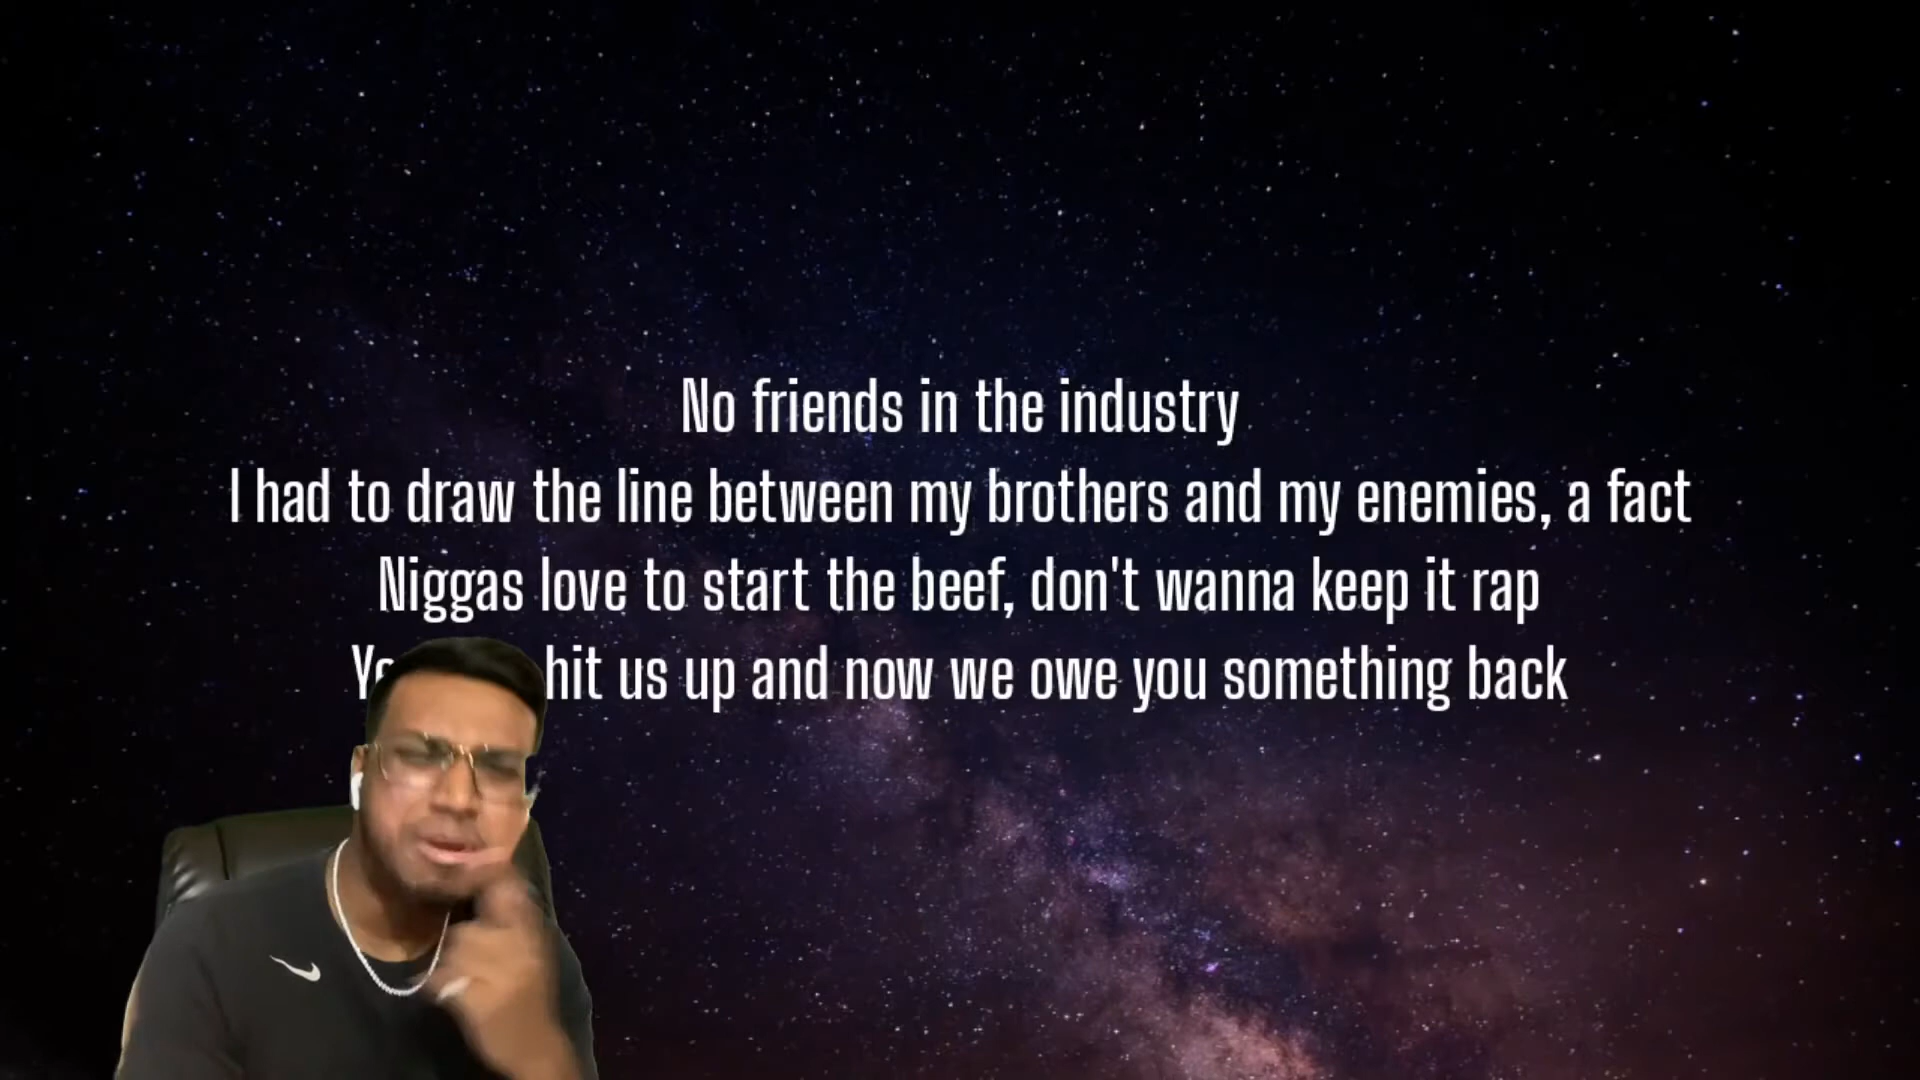 No friends in the industry
I had to draw the line between my brothers and my enemies, a fact
Niggas love to start the beef, don't wanna keep it rap
hit us up and now we owe you something back